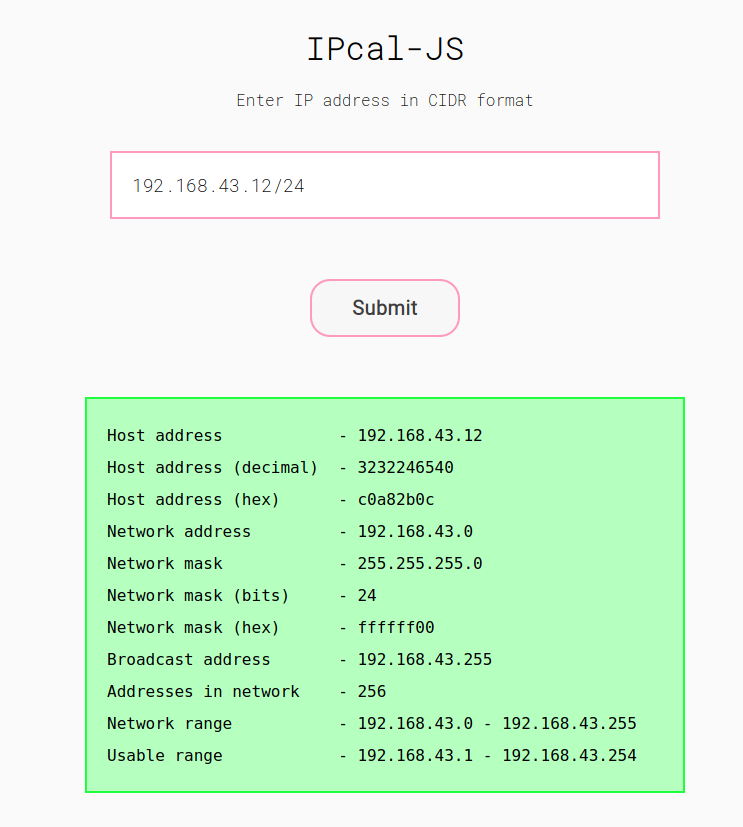 IPcal-JS
Enter IP address in CIDR format
192.168.43.12/24
Submit
Host address            - 192.168.43.12
Host address (decimal)  - 3232246540
Host address (hex)      - c0a82b0c
Network address         - 192.168.43.0
Network mask            - 255.255.255.0
Network mask (bits)     - 24
Network mask (hex)      - ffffff00
Broadcast address       - 192.168.43.255
Addresses in network    - 256
Network range           - 192.168.43.0 - 192.168.43.255
Usable range            - 192.168.43.1 - 192.168.43.254